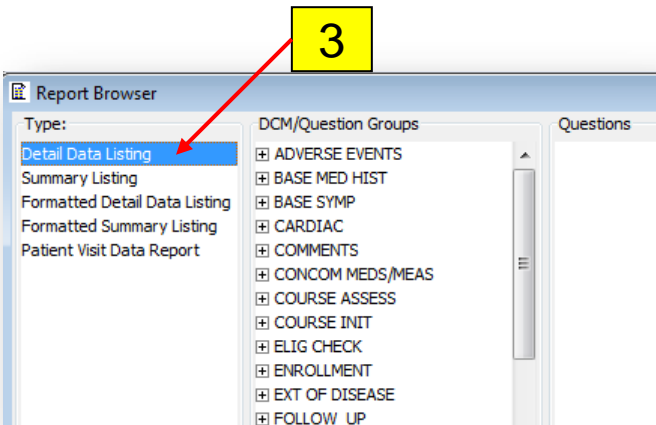 3
Report Browser
Type:
Detail Data Listing
Summary Listing
Formatted Detail Data Listing
Formatted Summary Listing
Patient Visit Data Report
DCM/Question Groups
ADVERSE EVENTS
BASE MED HIST
BASE SYMP
CARDIAC
COMMENTS
CONCOM MEDS/MEAS
COURSE ASSESS
COURSE INIT
ELIG CHECK
ENROLLMENT
EXT OF DISEASE
FOLLOW UP
Questions